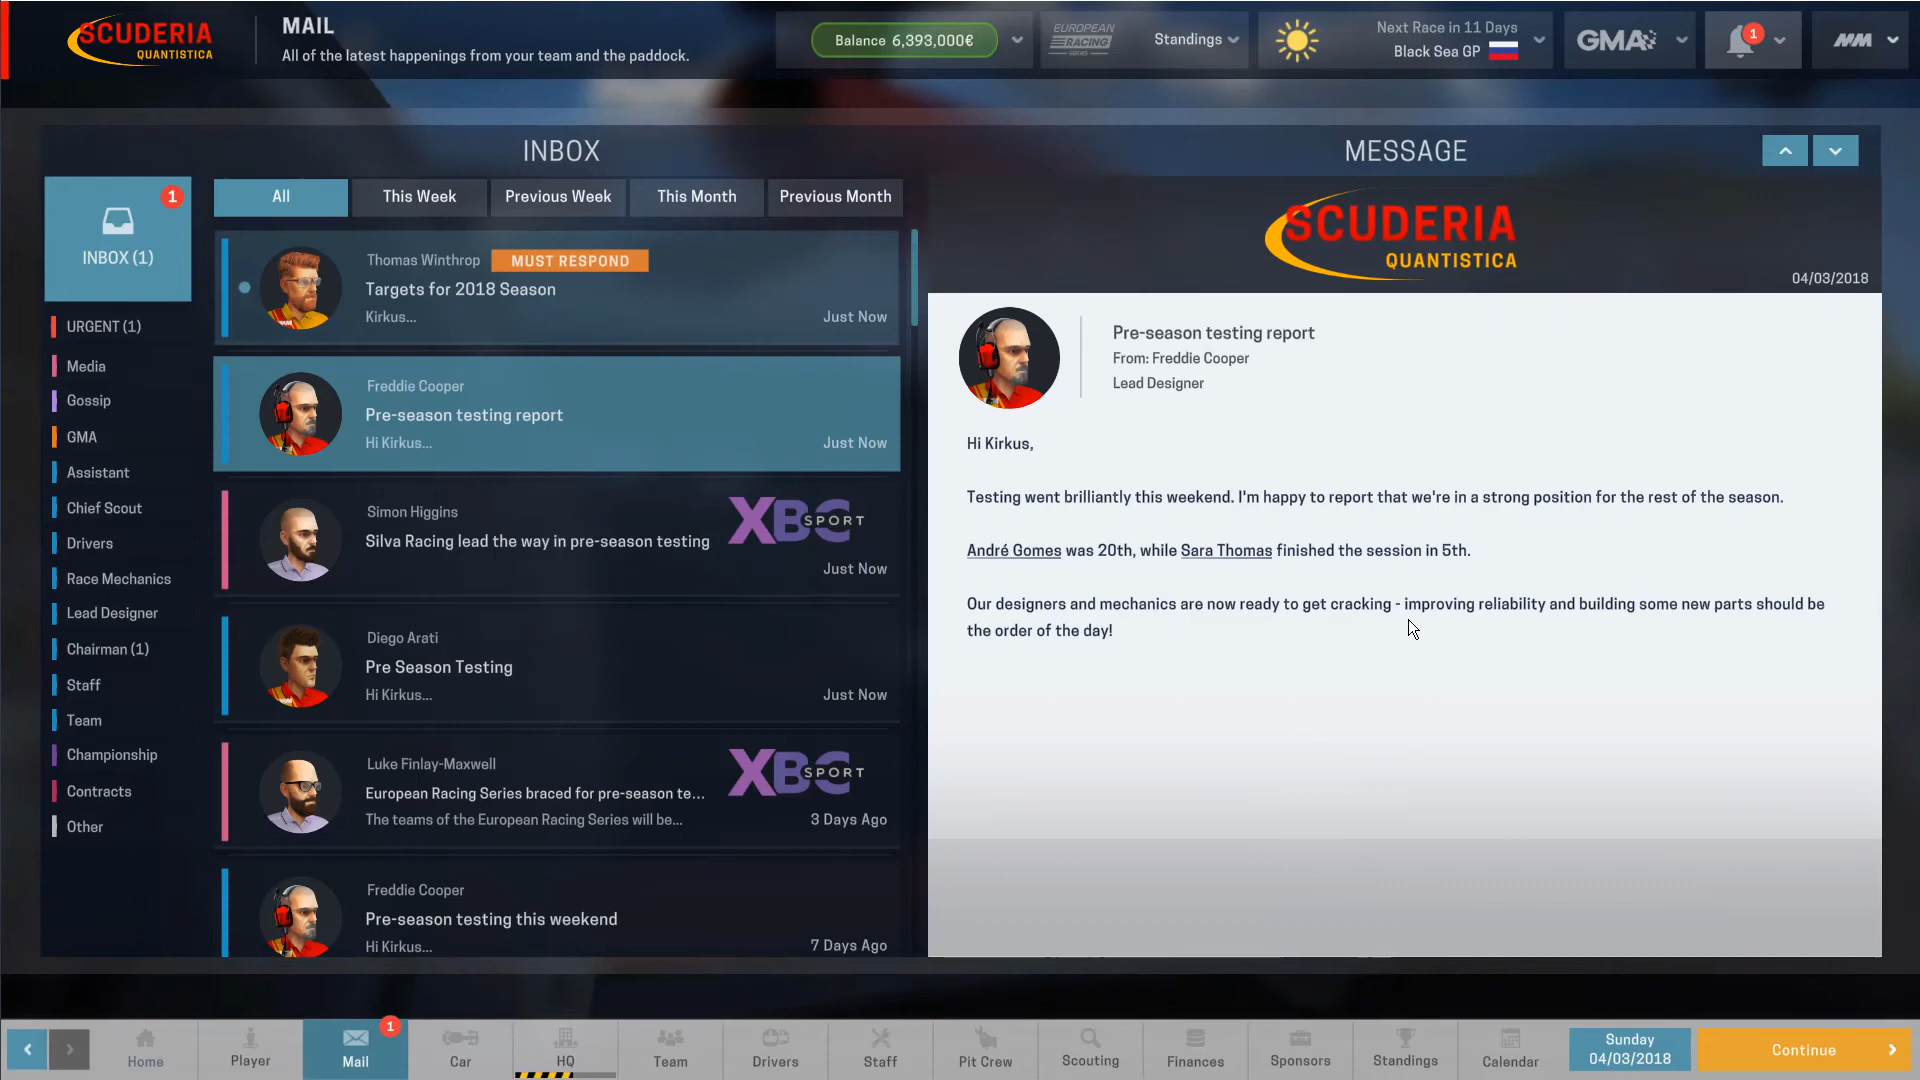 SCUDERIA
QUANTISTICA
MAIL
All of the latest happenings from your team and the paddock.
Balance 6,393,000€
EUROPEAN
RACING
SERIES
Standings
Next Race in 11 Days
Black Sea GP
GMA
1
MM
INBOX
MESSAGE
1
INBOX (1)
All
This Week
Previous Week
This Month
Previous Month
URGENT (1)
Media
Gossip
GMA
Assistant
Chief Scout
Drivers
Race Mechanics
Lead Designer
Chairman (1)
Staff
Team
Championship
Contracts
Other
Thomas Winthrop
MUST RESPOND
Targets for 2018 Season
Kirkus...
Just Now
Freddie Cooper
Pre-season testing report
Hi Kirkus...
Just Now
Simon Higgins
XBC SPORT
Silva Racing lead the way in pre-season testing
Just Now
Diego Arati
Pre Season Testing
Hi Kirkus...
Just Now
Luke Finlay-Maxwell
XBC SPORT
European Racing Series braced for pre-season te...
The teams of the European Racing Series will be...
3 Days Ago
Freddie Cooper
Pre-season testing this weekend
Hi Kirkus...
7 Days Ago
SCUDERIA
QUANTISTICA
04/03/2018
Pre-season testing report
From: Freddie Cooper
Lead Designer
Hi Kirkus,
Testing went brilliantly this weekend. I'm happy to report that we're in a strong position for the rest of the season.
André Gomes was 20th, while Sara Thomas finished the session in 5th.
Our designers and mechanics are now ready to get cracking - improving reliability and building some new parts should be
the order of the day!
Home
Player
1
Mail
Car
HQ
Team
Drivers
Staff
Pit Crew
Scouting
Finances
Sponsors
Standings
Calendar
Sunday
04/03/2018
Continue